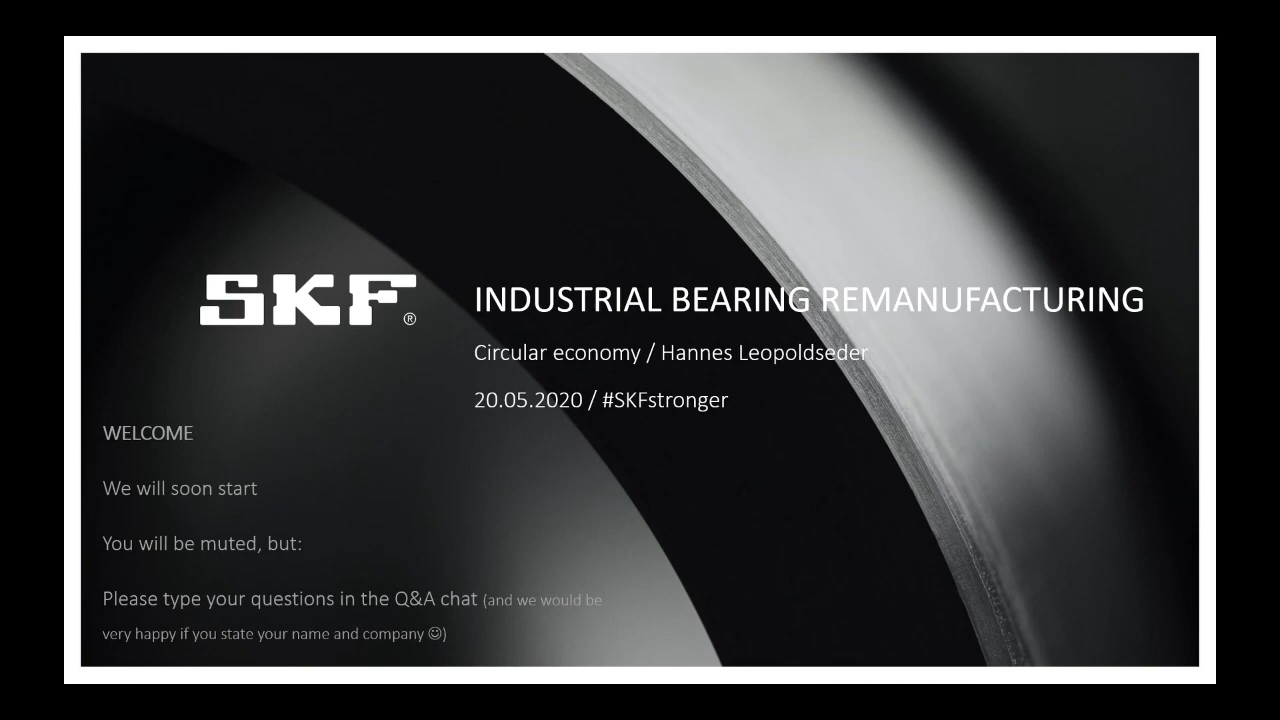 SKF®
INDUSTRIAL BEARING REMANUFACTURING
Circular economy / Hannes Leopoldseder
20.05.2020 / #SKFstronger
WELCOME
We will soon start
You will be muted, but:
Please type your questions in the Q&A chat (and we would be
very happy if you state your name and company ☺)